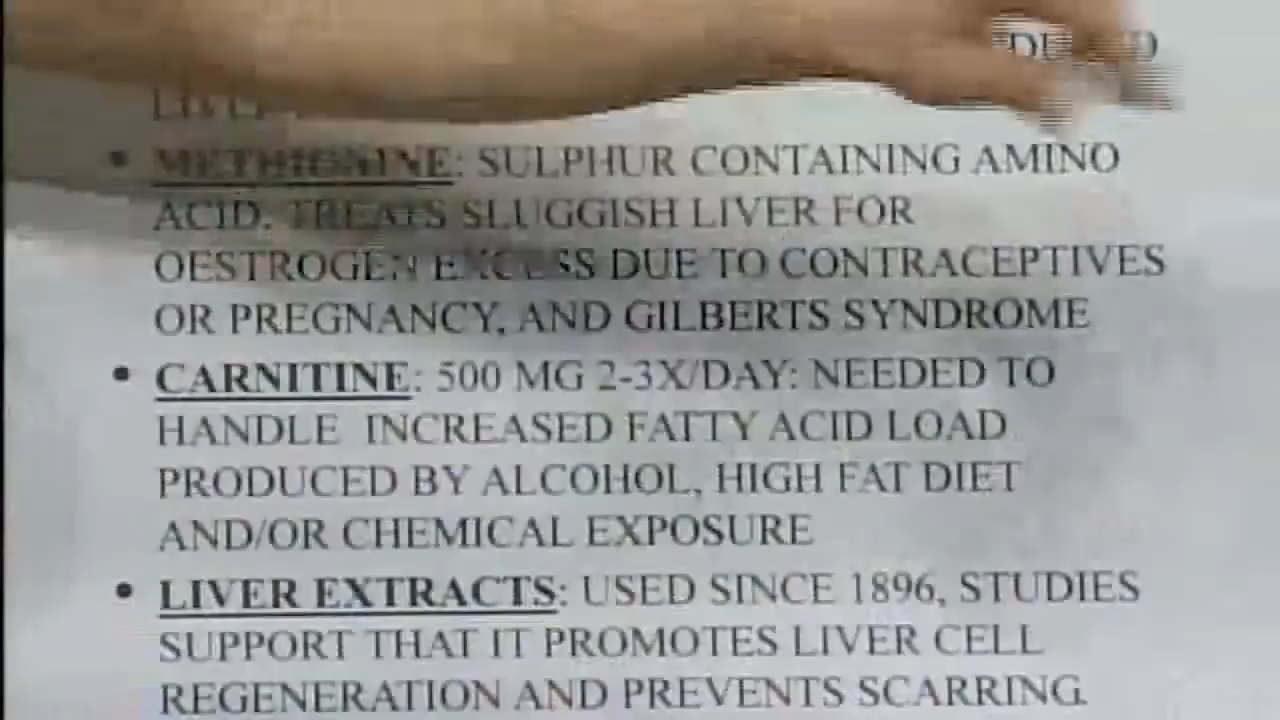 • METHIONINE: SULPHUR CONTAINING AMINO
ACID. TREATS SLUGGISH LIVER FOR
OESTROGEN EXCESS DUE TO CONTRACEPTIVES
OR PREGNANCY, AND GILBERTS SYNDROME
• CARNITINE: 500 MG 2-3X/DAY: NEEDED TO
HANDLE INCREASED FATTY ACID LOAD
PRODUCED BY ALCOHOL, HIGH FAT DIET
AND/OR CHEMICAL EXPOSURE
• LIVER EXTRACTS: USED SINCE 1896, STUDIES
SUPPORT THAT IT PROMOTES LIVER CELL
REGENERATION AND PREVENTS SCARRING.